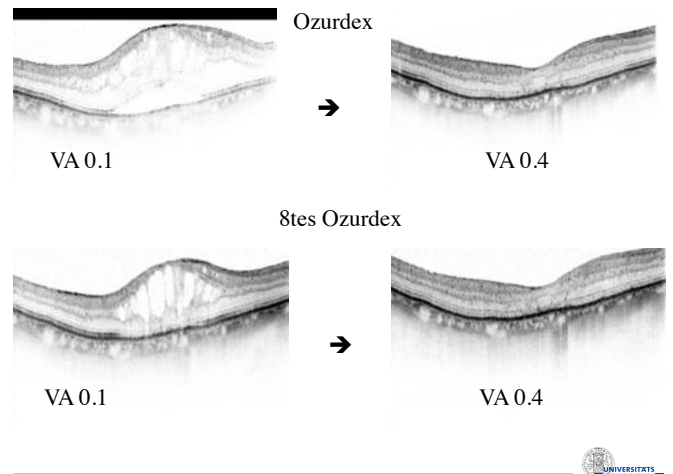 Ozurdex
VA 0.1
VA 0.4
8tes Ozurdex
VA 0.1
VA 0.4
UNIVERSITÄTS